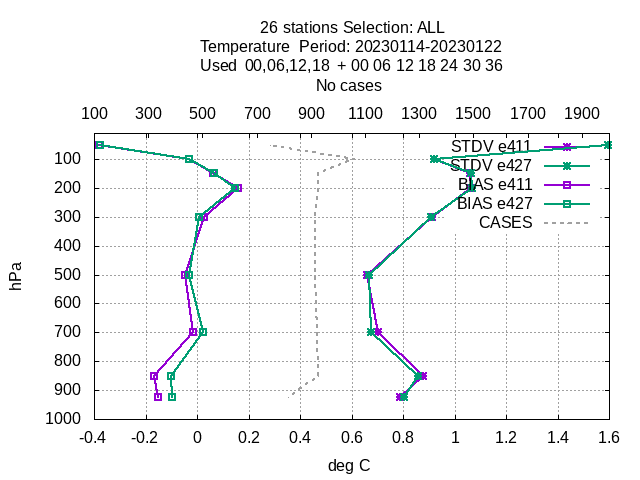 26 stations Selection: ALL
Temperature  Period: 20230114-20230122
Used  00,06,12,18  + 00 06 12 18 24 30 36
No cases
100 300 500 700 900 1100 1300 1500 1700 1900
STDV e411
STDV e427
BIAS e411
BIAS e427
CASES
hPa
100
200
300
400
500
600
700
800
900
1000
-0.4 -0.2 0 0.2 0.4 0.6 0.8 1 1.2 1.4 1.6
deg C